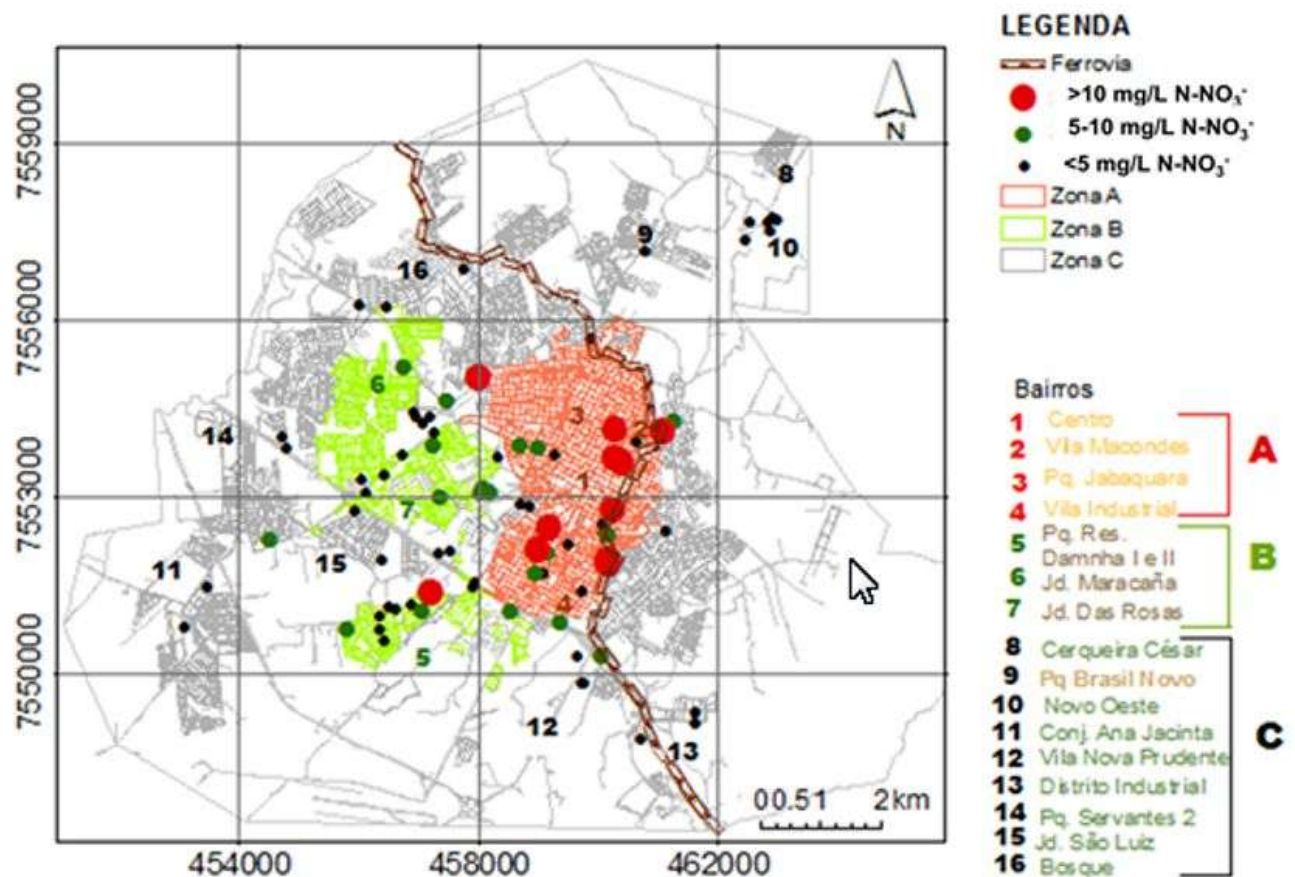 LEGENDA
Ferrovia
>10 mg/L N-NO₃⁻
5-10 mg/L N-NO₃⁻
<5 mg/L N-NO₃⁻
Zona A
Zona B
Zona C
N
7559000
7556000
7553000
7550000
454000
458000
462000
8
9
10
16
6
3
2
14
1
7
15
11
4
5
12
13
00.51 2km
Bairros
1 Centro
2 Vila Macondes
3 Pq. Jabaquara
4 Vila Industrial
A
5 Pq. Res.
Damnha I e II
6 Jd. Maracaña
7 Jd. Das Rosas
B
8 Cerqueira César
9 Pq Brasil Novo
10 Novo Oeste
11 Conj. Ana Jacinta
12 Vila Nova Prudente
13 Distrito Industrial
14 Pq. Servantes 2
15 Jd. São Luiz
16 Bosque
C